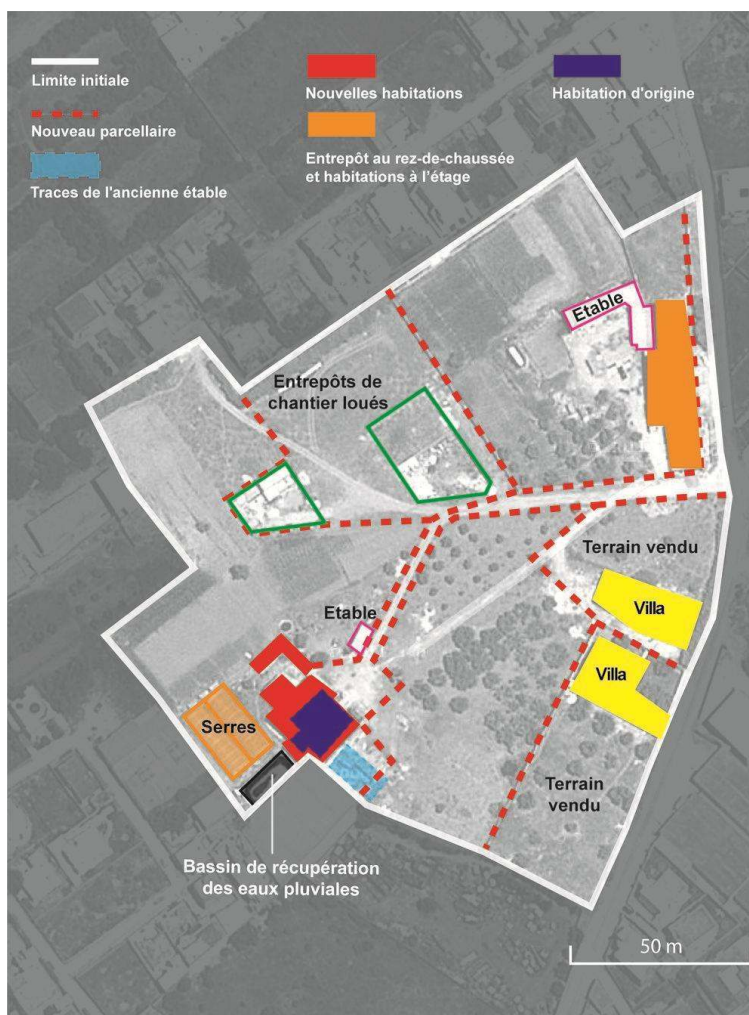 Limite initiale
Nouveau parcellaire
Traces de l'ancienne étable
Nouvelles habitations
Entrepôt au rez-de-chaussée
et habitations à l'étage
Habitation d'origine
Etable
Entrepôts de
chantier loués
Terrain vendu
Villa
Etable
Villa
Serres
Terrain
vendu
Bassin de récupération
des eaux pluviales
50 m